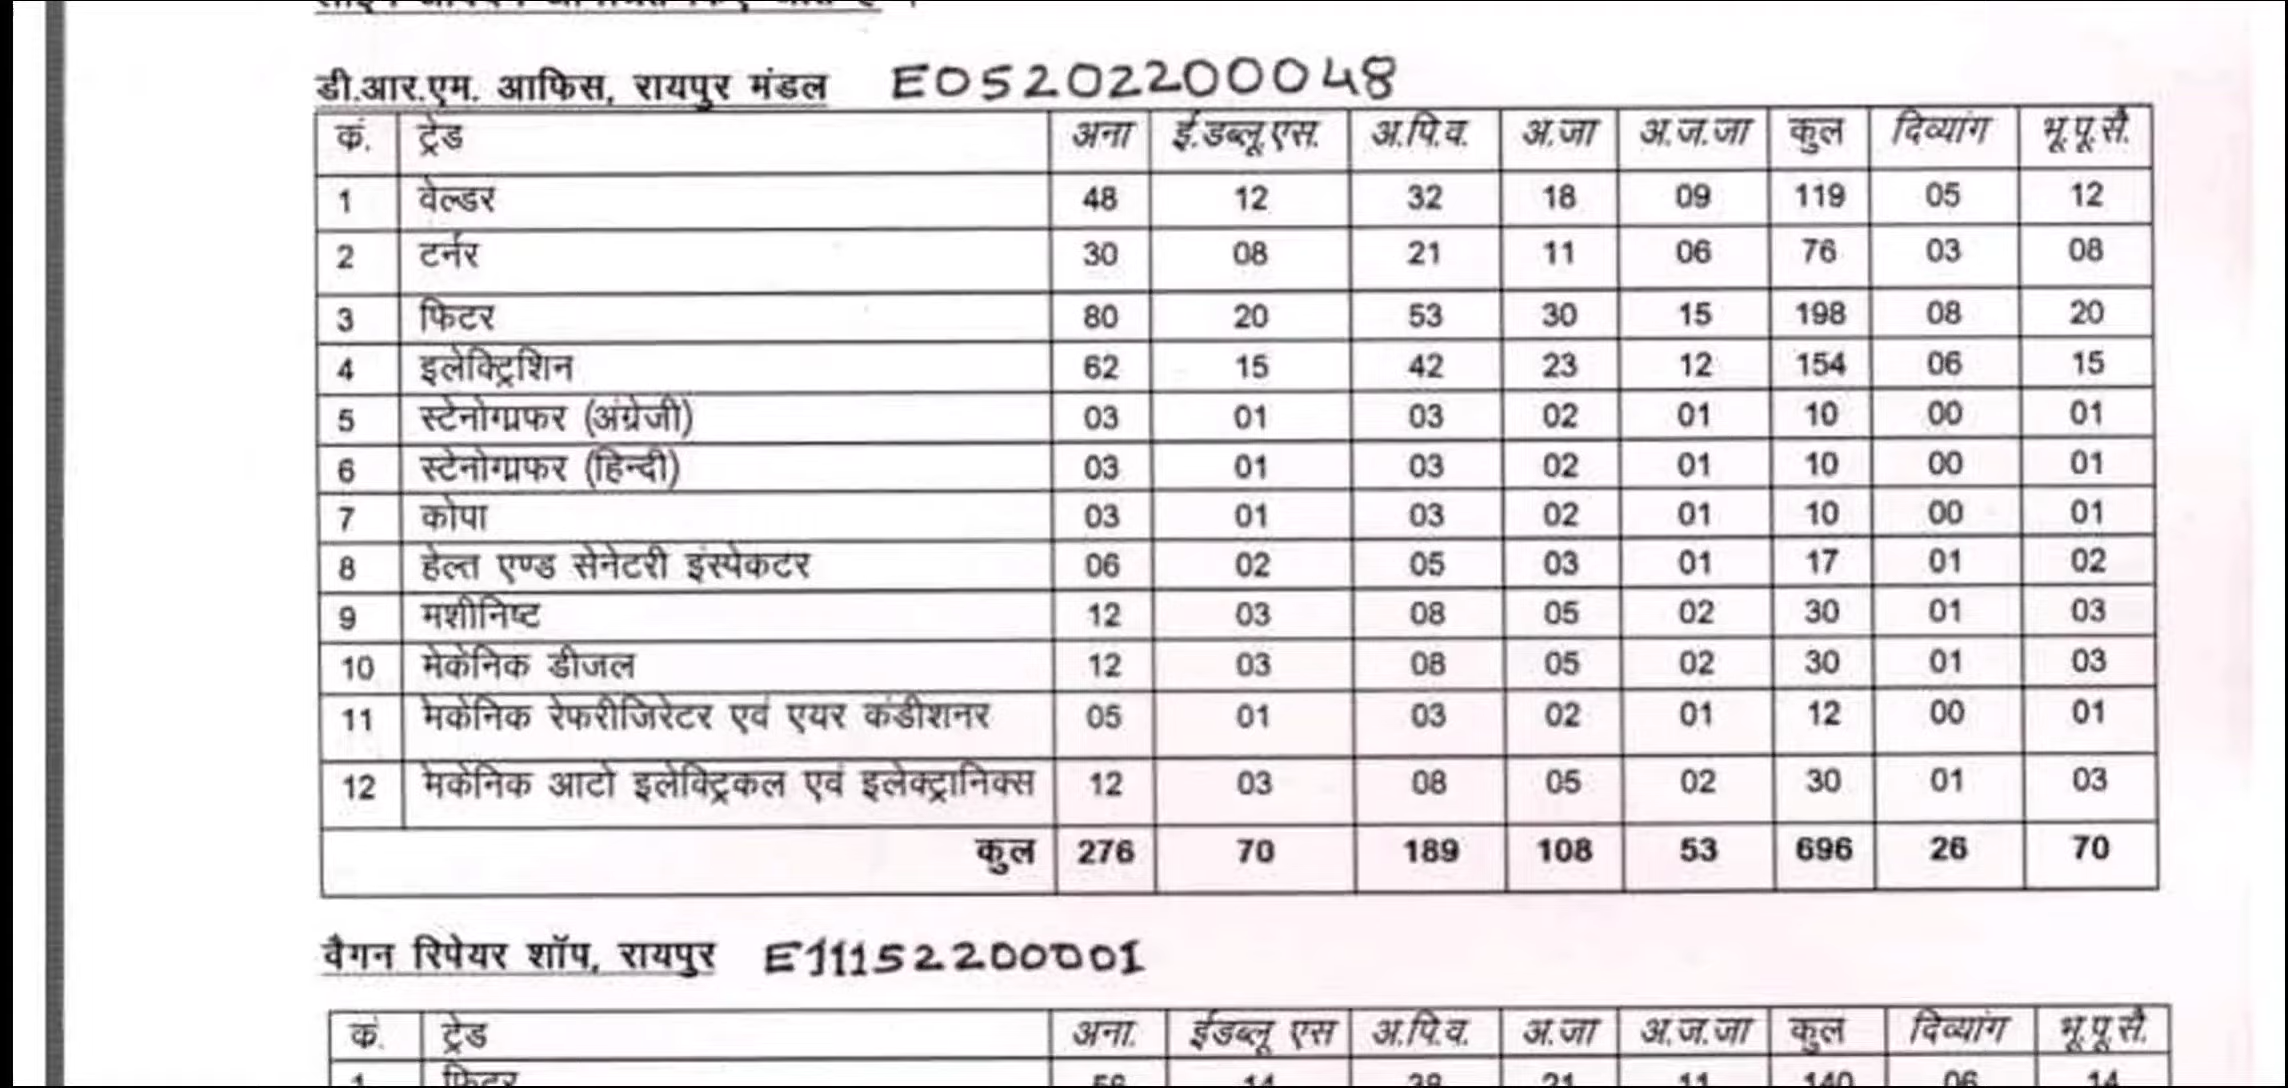 डी.आर.एम. आफिस, रायपुर मंडल E05202200048
कं. ट्रेड अना ई.डब्लू.एस. अ.पि.व. अ.जा अ.ज.जा कुल दिव्यांग भू.पू.सै.
1 वेल्डर 48 12 32 18 09 119 05 12
2 टर्नर 30 08 21 11 06 76 03 08
3 फिटर 80 20 53 30 15 198 08 20
4 इलेक्ट्रिशिन 62 15 42 23 12 154 06 15
5 स्टेनोग्राफर (अंग्रेजी) 03 01 03 02 01 10 00 01
6 स्टेनोग्राफर (हिन्दी) 03 01 03 02 01 10 00 01
7 कोपा 03 01 03 02 01 10 00 01
8 हेल्त एण्ड सेनेटरी इंस्पेकटर 06 02 05 03 01 17 01 02
9 मशीनिष्ट 12 03 08 05 02 30 01 03
10 मेकेनिक डीजल 12 03 08 05 02 30 01 03
11 मेकेनिक रेफरीजिरेटर एवं एयर कंडीशनर 05 01 03 02 01 12 00 01
12 मेकेनिक आटो इलेक्ट्रिकल एवं इलेक्ट्रानिक्स 12 03 08 05 02 30 01 03
कुल 276 70 189 108 53 696 26 70
वैगन रिपेयर शॉप, रायपुर E11152200001
कं. ट्रेड अना. ईडब्लू एस अ.पि.व. अ.जा अ.ज.जा कुल दिव्यांग भू.पू.सै.
फिटर 14 21 11 140 06 14